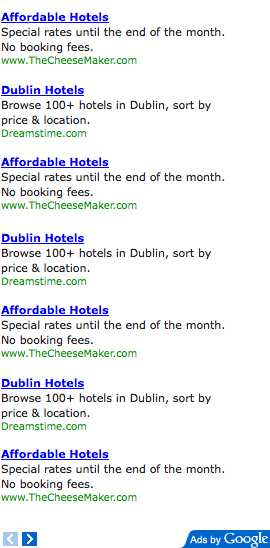 Affordable Hotels
Special rates until the end of the month.
No booking fees.
www.TheCheeseMaker.com
Dublin Hotels
Browse 100+ hotels in Dublin, sort by
price & location.
Dreamstime.com
Affordable Hotels
Special rates until the end of the month.
No booking fees.
www.TheCheeseMaker.com
Dublin Hotels
Browse 100+ hotels in Dublin, sort by
price & location.
Dreamstime.com
Affordable Hotels
Special rates until the end of the month.
No booking fees.
www.TheCheeseMaker.com
Dublin Hotels
Browse 100+ hotels in Dublin, sort by
price & location.
Dreamstime.com
Affordable Hotels
Special rates until the end of the month.
No booking fees.
www.TheCheeseMaker.com
Ads by Google